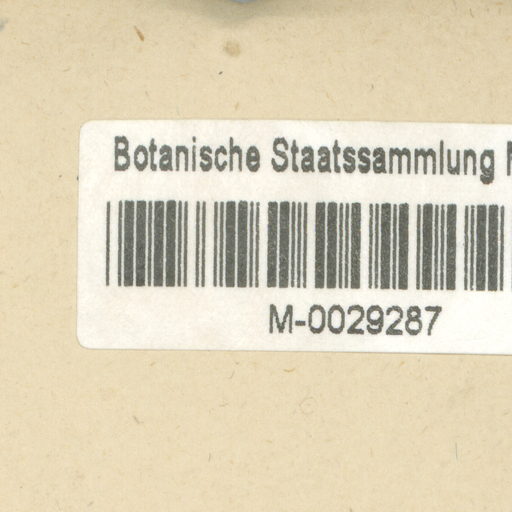 Botanische Staatssammlung
M-0029287